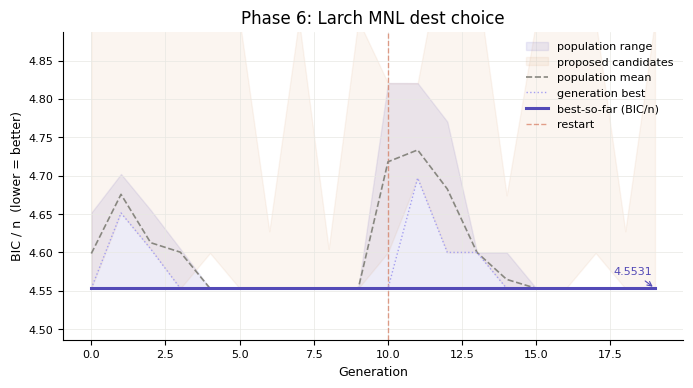 Phase 6: Larch MNL dest choice
BIC / n  (lower = better)
4.85
4.80
4.75
4.70
4.65
4.60
4.55
4.50
population range
proposed candidates
population mean
generation best
best-so-far (BIC/n)
restart
4.5531
0.0
2.5
5.0
7.5
10.0
12.5
15.0
17.5
Generation